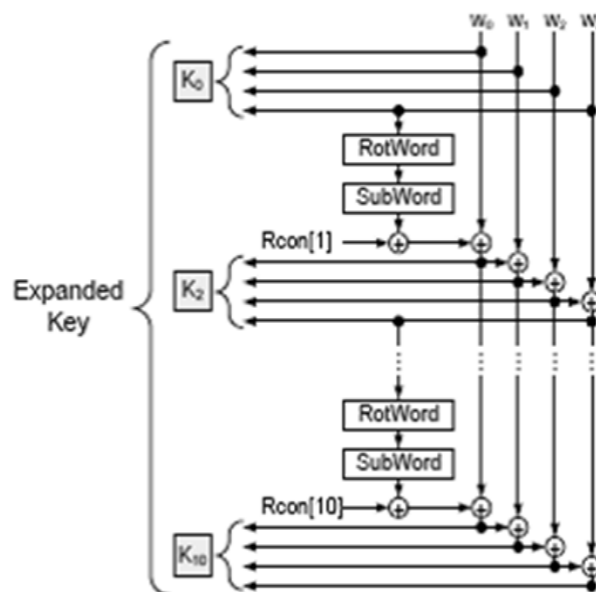 W₀ W₁ W₂ W
K₀
RotWord
SubWord
Rcon[1]
K₂
Expanded
Key
RotWord
SubWord
Rcon[10]
K₁₀